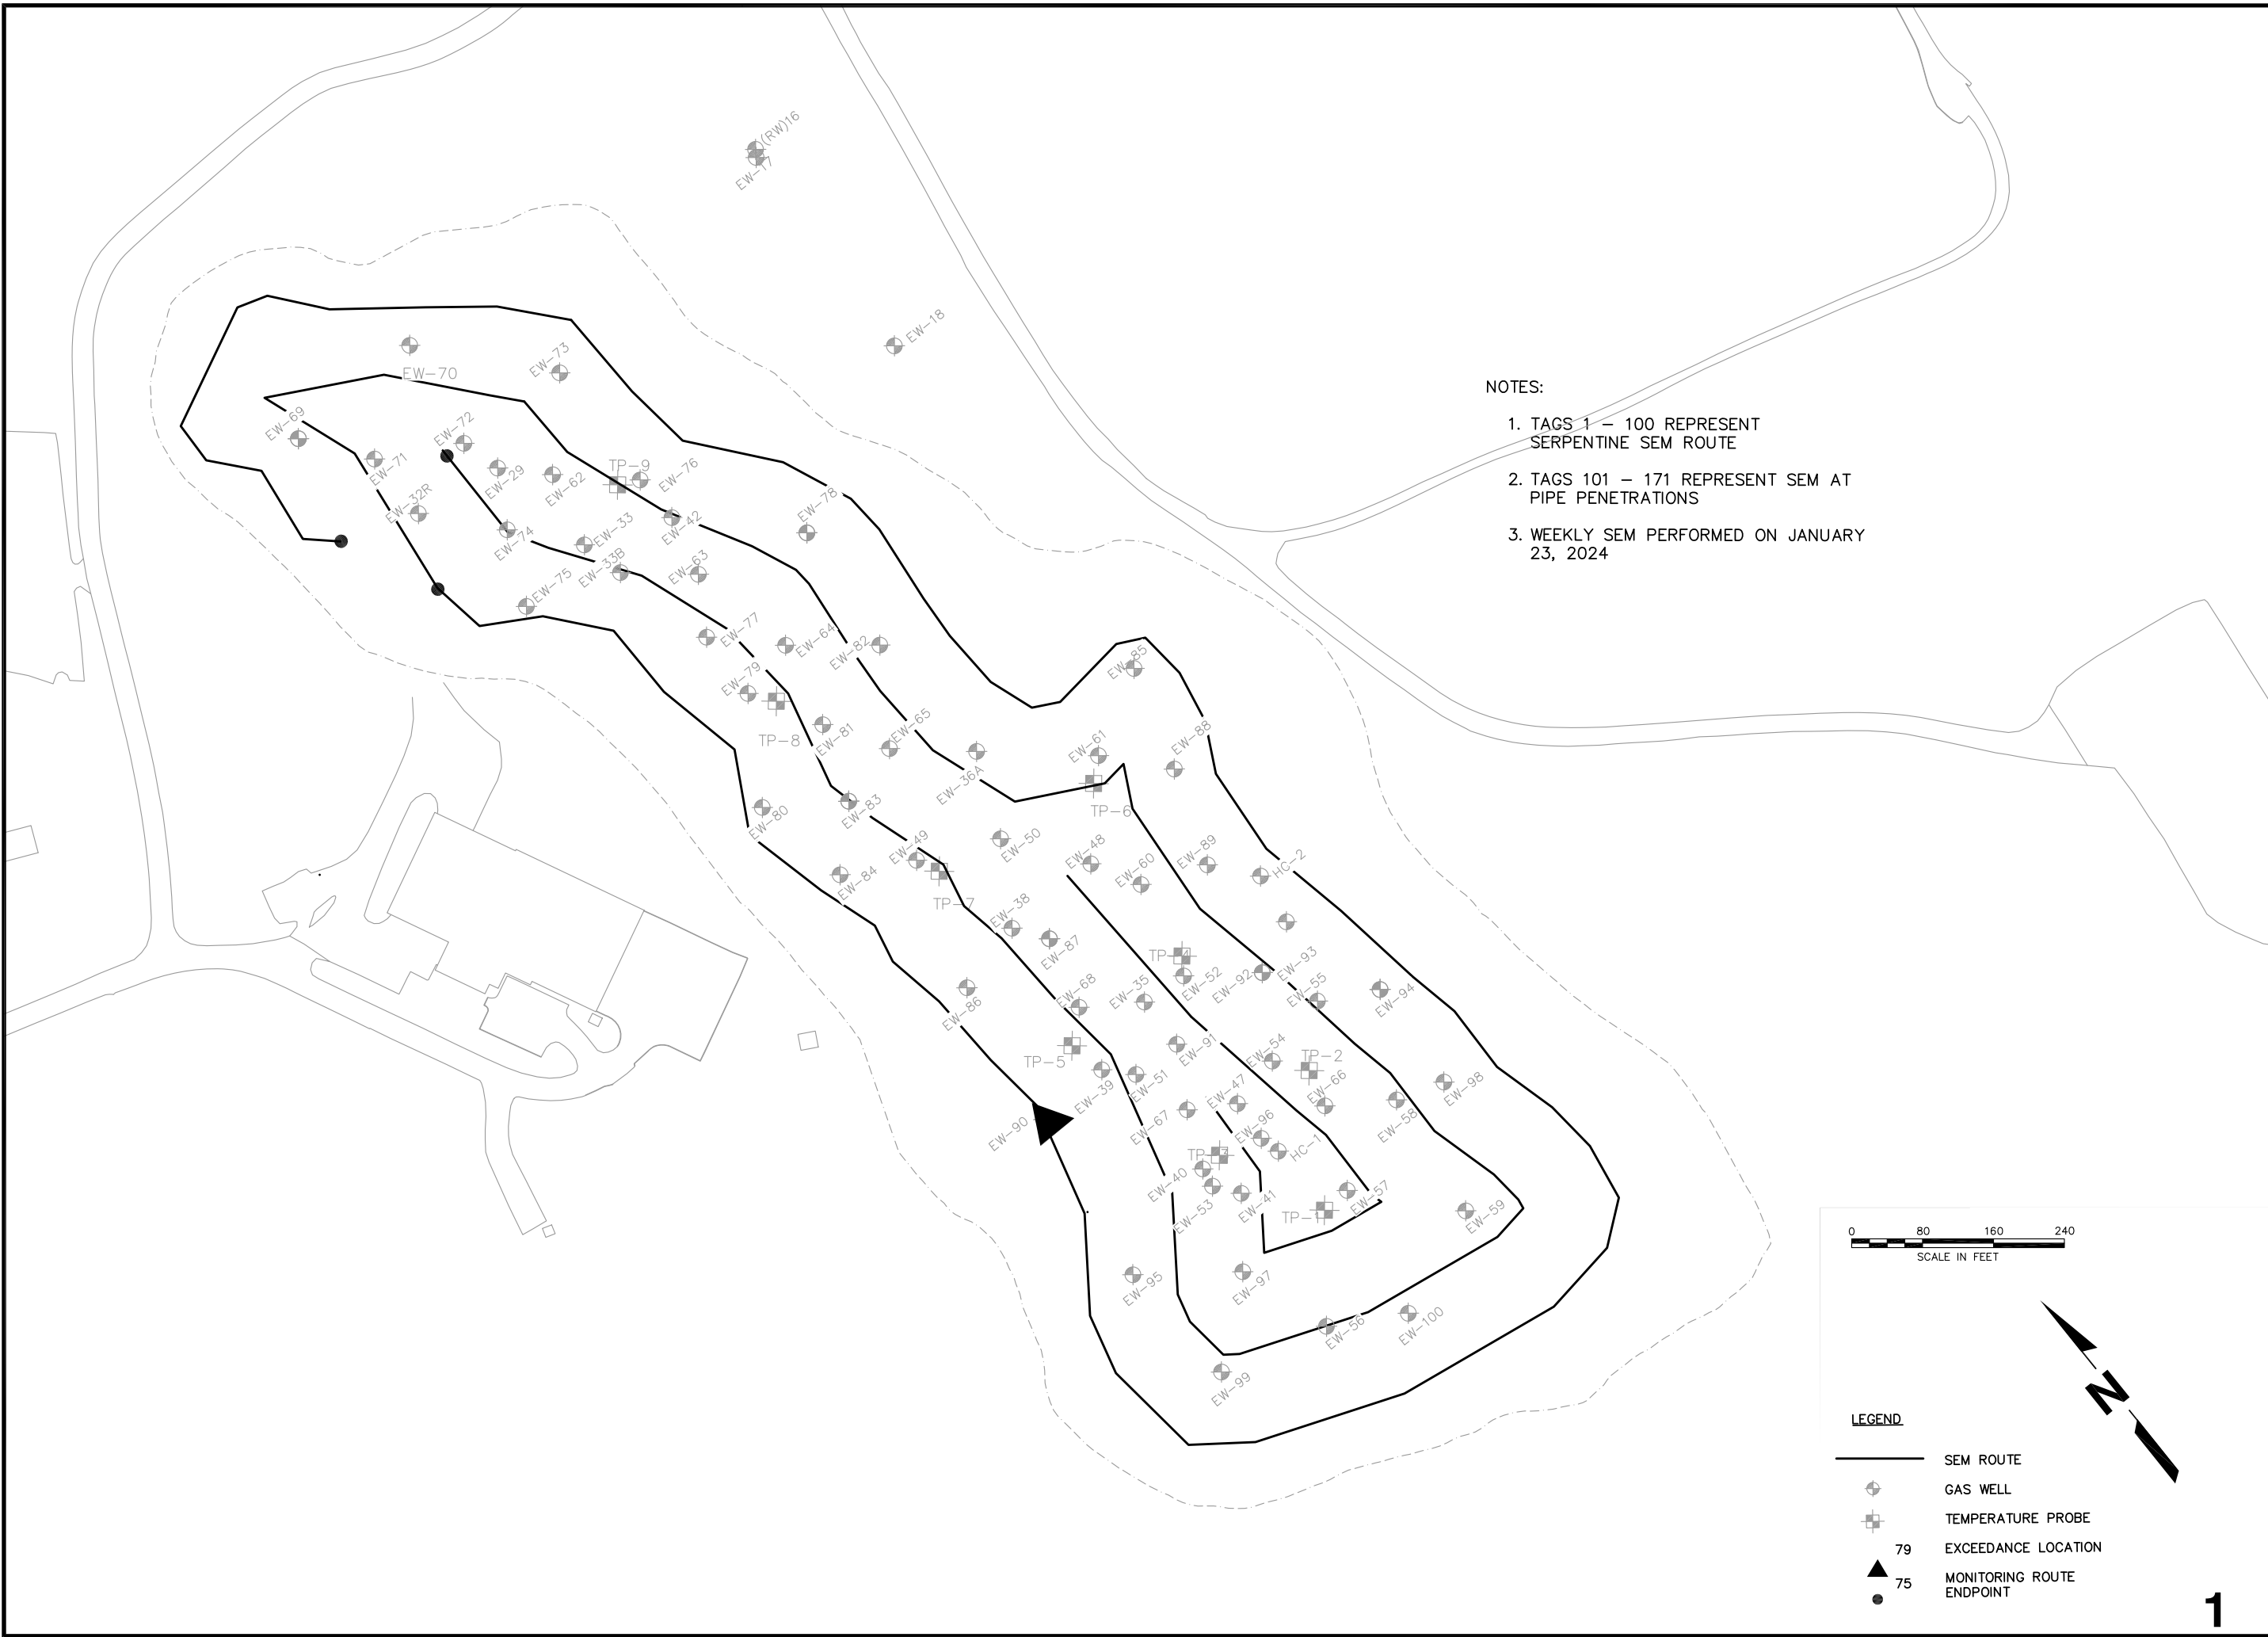 (RW)16
EW-17
EW-18
NOTES:
1. TAGS 1 – 100 REPRESENT
SERPENTINE SEM ROUTE
2. TAGS 101 – 171 REPRESENT SEM AT
PIPE PENETRATIONS
3. WEEKLY SEM PERFORMED ON JANUARY
23, 2024
EW-70
EW-73
EW-69
EW-72
EW-71
EW-29
EW-62
TP-9
EW-76
EW-32R
EW-74
EW-33
EW-42
EW-78
EW-75
EW-33B
EW-63
EW-77
EW-64
EW-82
EW-85
EW-79
TP-8
EW-81
EW-65
EW-36A
EW-61
EW-88
TP-6
EW-80
EW-83
EW-49
EW-50
EW-48
EW-60
EW-89
HC-2
EW-84
TP-7
EW-38
EW-87
TP-4
EW-52
EW-92
EW-93
EW-55
EW-94
EW-86
EW-68
EW-35
TP-5
EW-91
EW-54
TP-2
EW-39
EW-51
EW-47
EW-66
EW-98
EW-90
EW-67
EW-96
EW-58
TP-3
HC-1
EW-40
EW-53
EW-41
TP-1
EW-57
EW-59
EW-95
EW-97
EW-56
EW-100
EW-99
0 80 160 240
SCALE IN FEET
N
LEGEND
SEM ROUTE
GAS WELL
TEMPERATURE PROBE
79 EXCEEDANCE LOCATION
75 MONITORING ROUTE
ENDPOINT
1